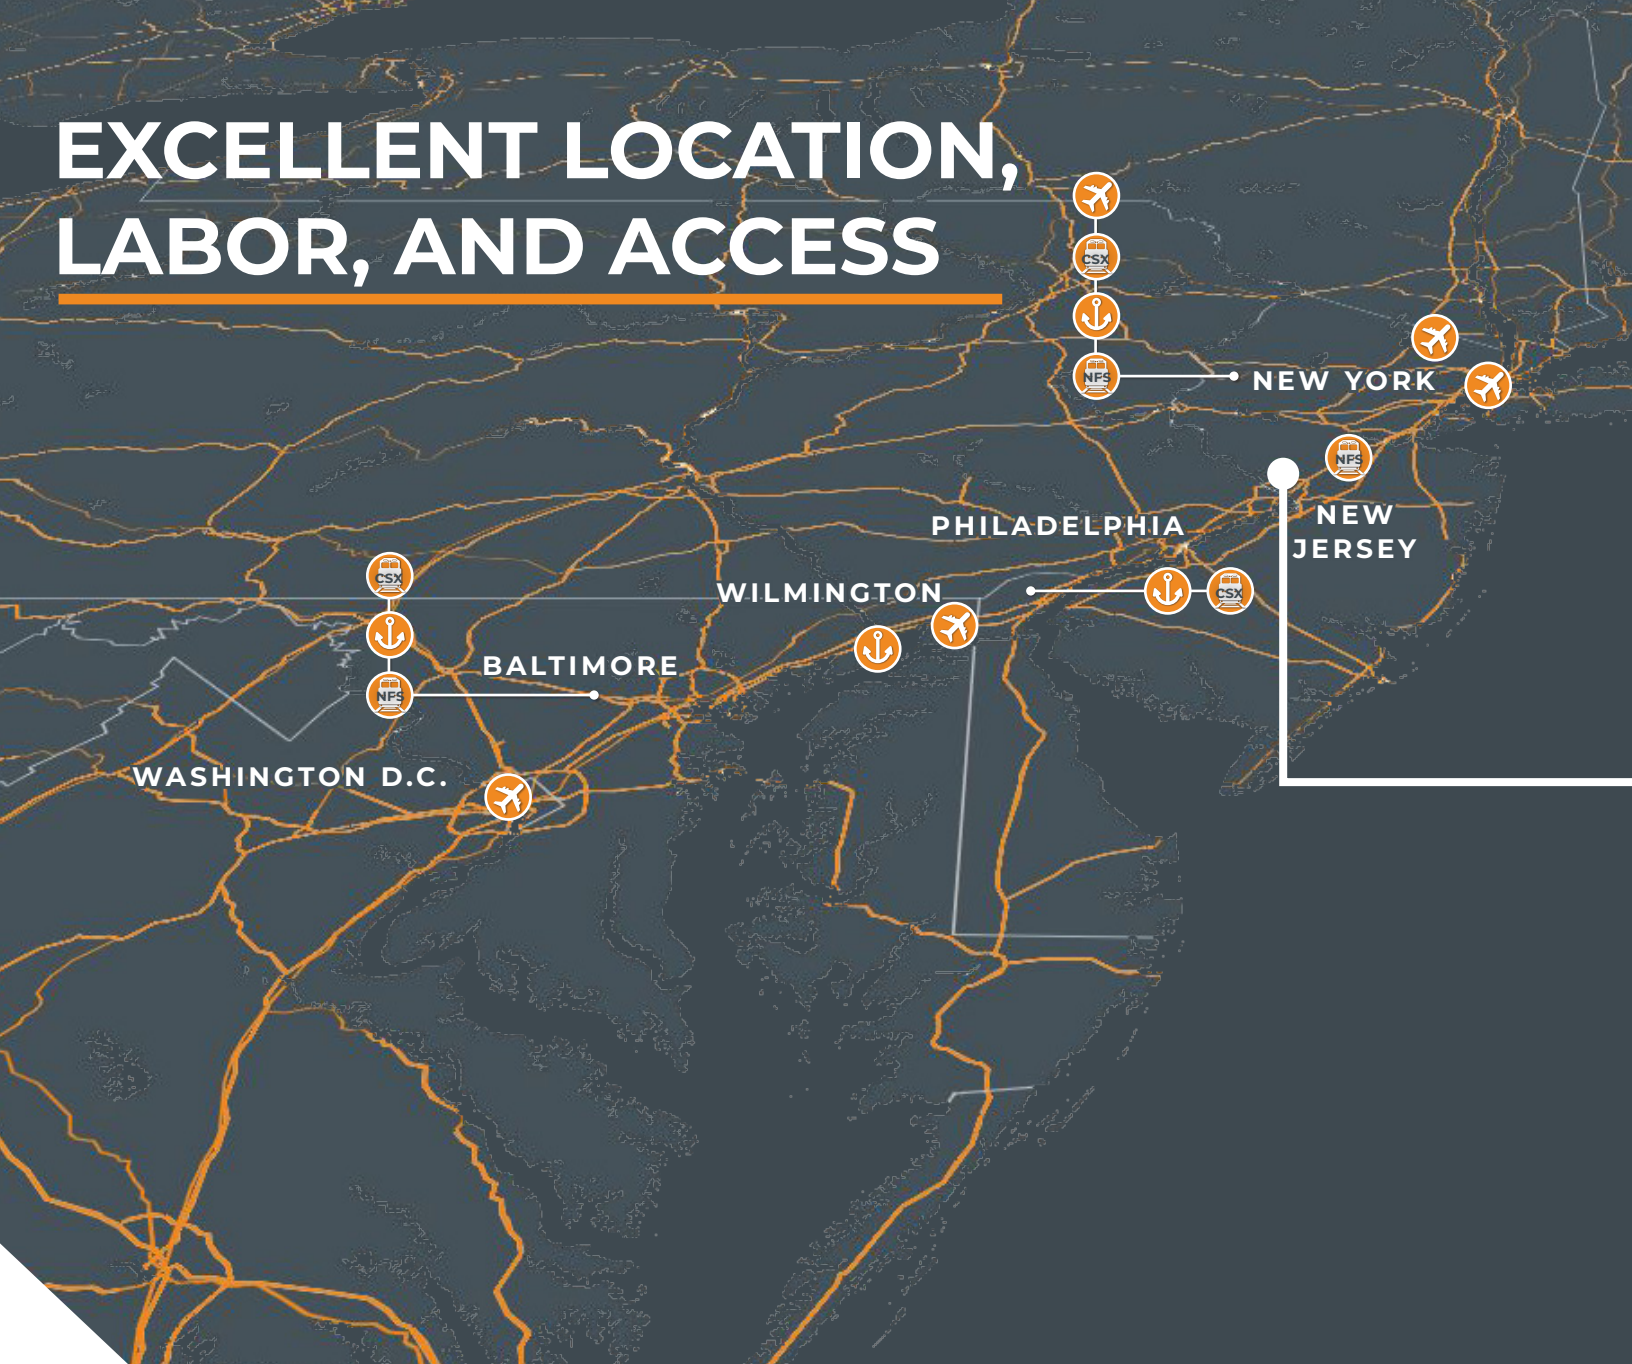 EXCELLENT LOCATION,
LABOR, AND ACCESS
CSX
NFS
NEW YORK
NFS
NEW
JERSEY
PHILADELPHIA
CSX
WILMINGTON
CSX
NFS
BALTIMORE
WASHINGTON D.C.